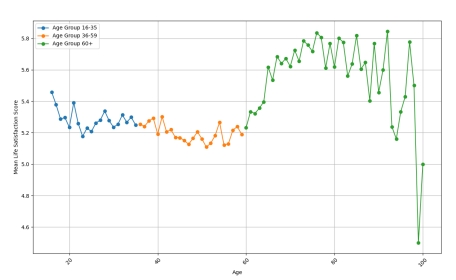 Age Group 16-35
Age Group 36-59
Age Group 60+
Mean Life Satisfaction Score
5.8
5.6
5.4
5.2
5.0
4.8
4.6
20
40
60
80
100
Age